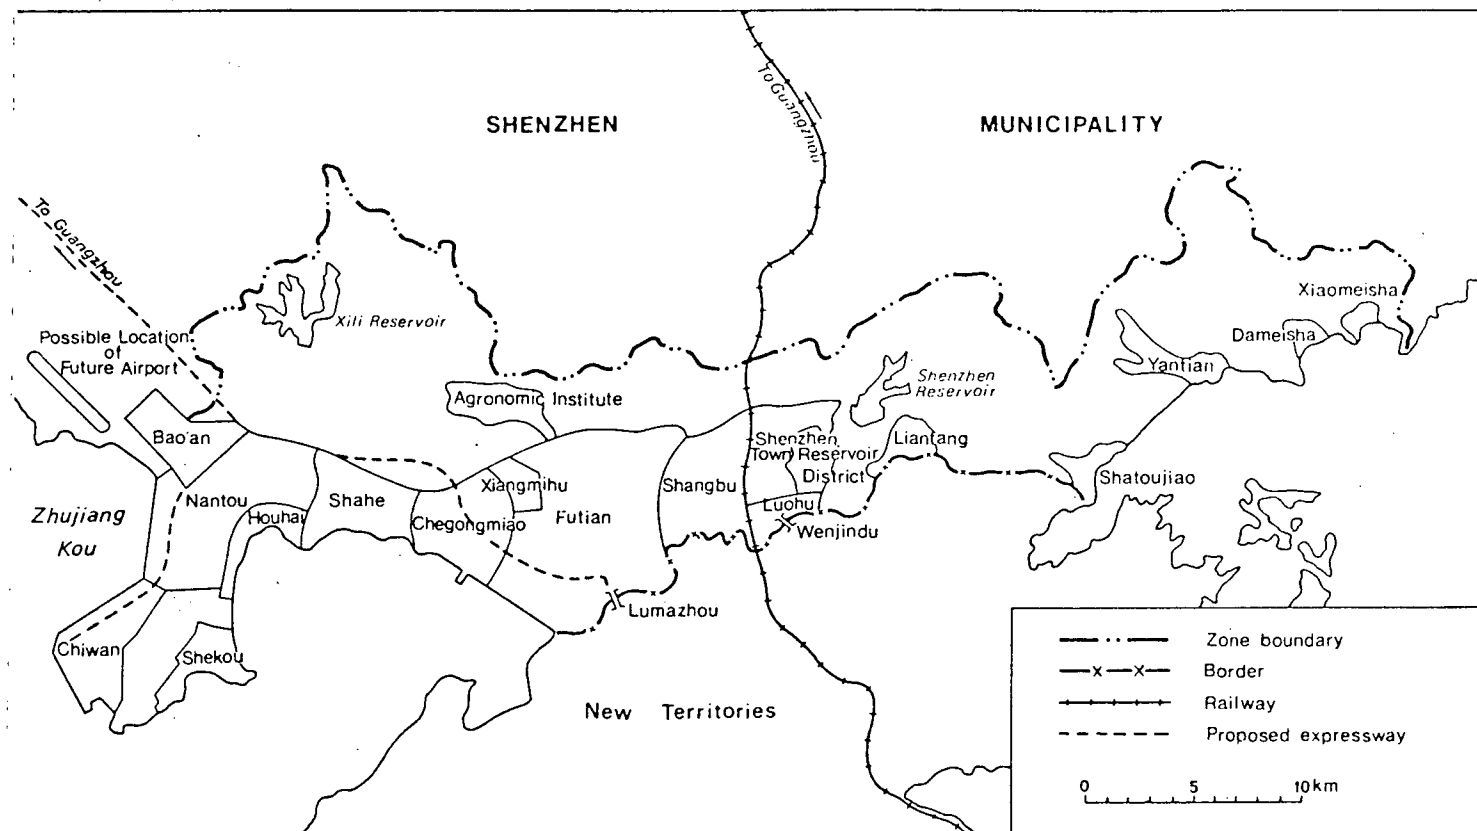 SHENZHEN
MUNICIPALITY
To Guangzhou
To Guangzhou
Xili Reservoir
Possible Location
of
Future Airport
Xiaomeisha
Dameisha
Yantian
Shenzhen
Reservoir
Agronomic Institute
Bao'an
Shenzhen
Town Reservoir
District
Liantang
Shatoujiao
Xiangmihu
Shangbu
Nantou
Shahe
Houhai
Chegongmiao
Futian
Luohu
Wenjindu
Zhujiang
Kou
Lumazhou
Chiwan
Shekou
New Territories
Zone boundary
Border
Railway
Proposed expressway
0 5 10km